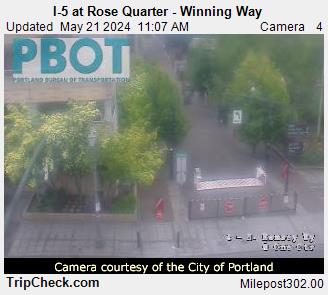 I-5 at Rose Quarter - Winning Way
Updated May 21 2024 11:07 AM Camera 4
PBOT
PORTLAND BUREAU OF TRANSPORTATION
Camera courtesy of the City of Portland
TripCheck.com Milepost302.00